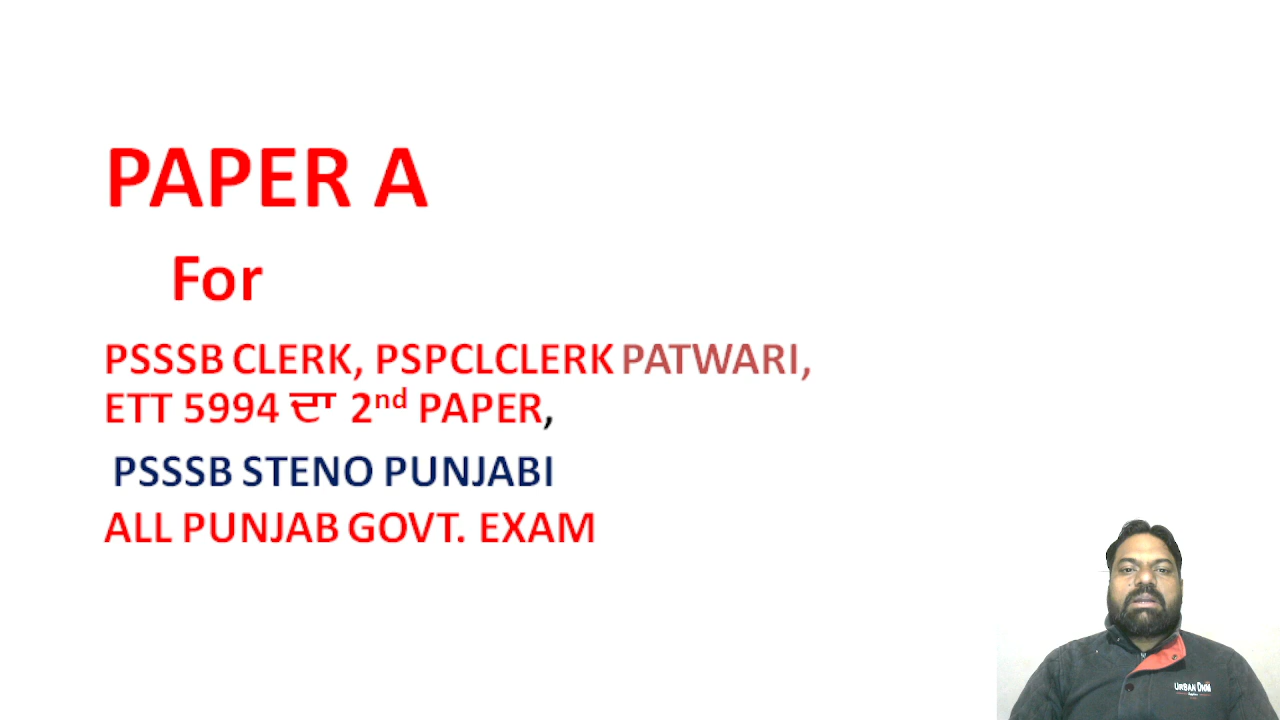 PAPER A
For
PSSSB CLERK, PSPCLCLERK PATWARI,
ETT 5994 ਦਾ 2nd PAPER,
PSSSB STENO PUNJABI
ALL PUNJAB GOVT. EXAM